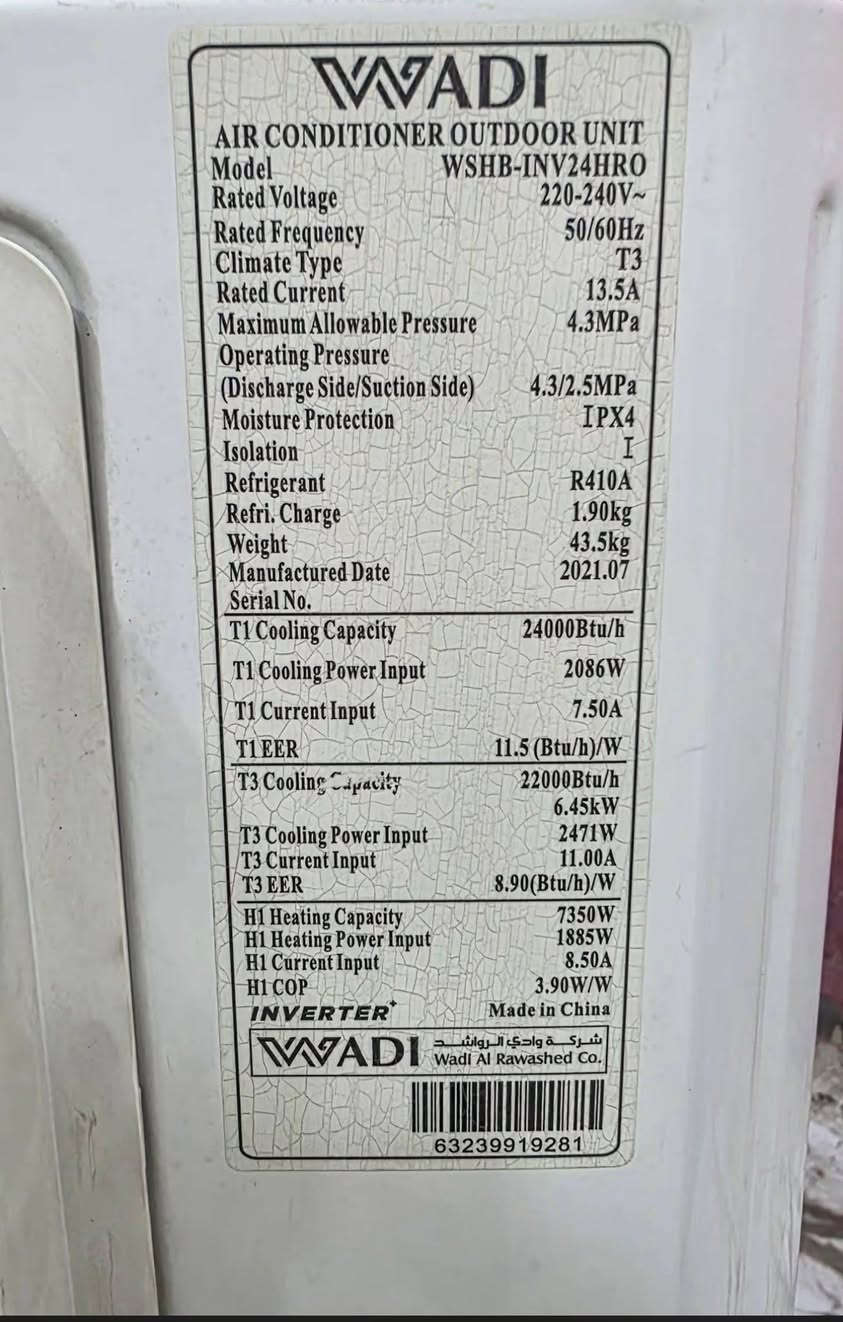 WADI
AIR CONDITIONER OUTDOOR UNIT
Model WSHB-INV24HRO
Rated Voltage 220-240V~
Rated Frequency 50/60Hz
Climate Type T3
Rated Current 13.5A
Maximum Allowable Pressure 4.3MPa
Operating Pressure
(Discharge Side/Suction Side) 4.3/2.5MPa
Moisture Protection IPX4
Isolation I
Refrigerant R410A
Refri. Charge 1.90kg
Weight 43.5kg
Manufactured Date 2021.07
Serial No.
T1 Cooling Capacity 24000Btu/h
T1 Cooling Power Input 2086W
T1 Current Input 7.50A
T1 EER 11.5 (Btu/h)/W
T3 Cooling Capacity 22000Btu/h
6.45kW
T3 Cooling Power Input 2471W
T3 Current Input 11.00A
T3 EER 8.90(Btu/h)/W
H1 Heating Capacity 7350W
H1 Heating Power Input 1885W
H1 Current Input 8.50A
H1 COP 3.90W/W
INVERTER+ Made in China
WADI شركة وادي الرواشد
Wadi Al Rawashed Co.
63239919281